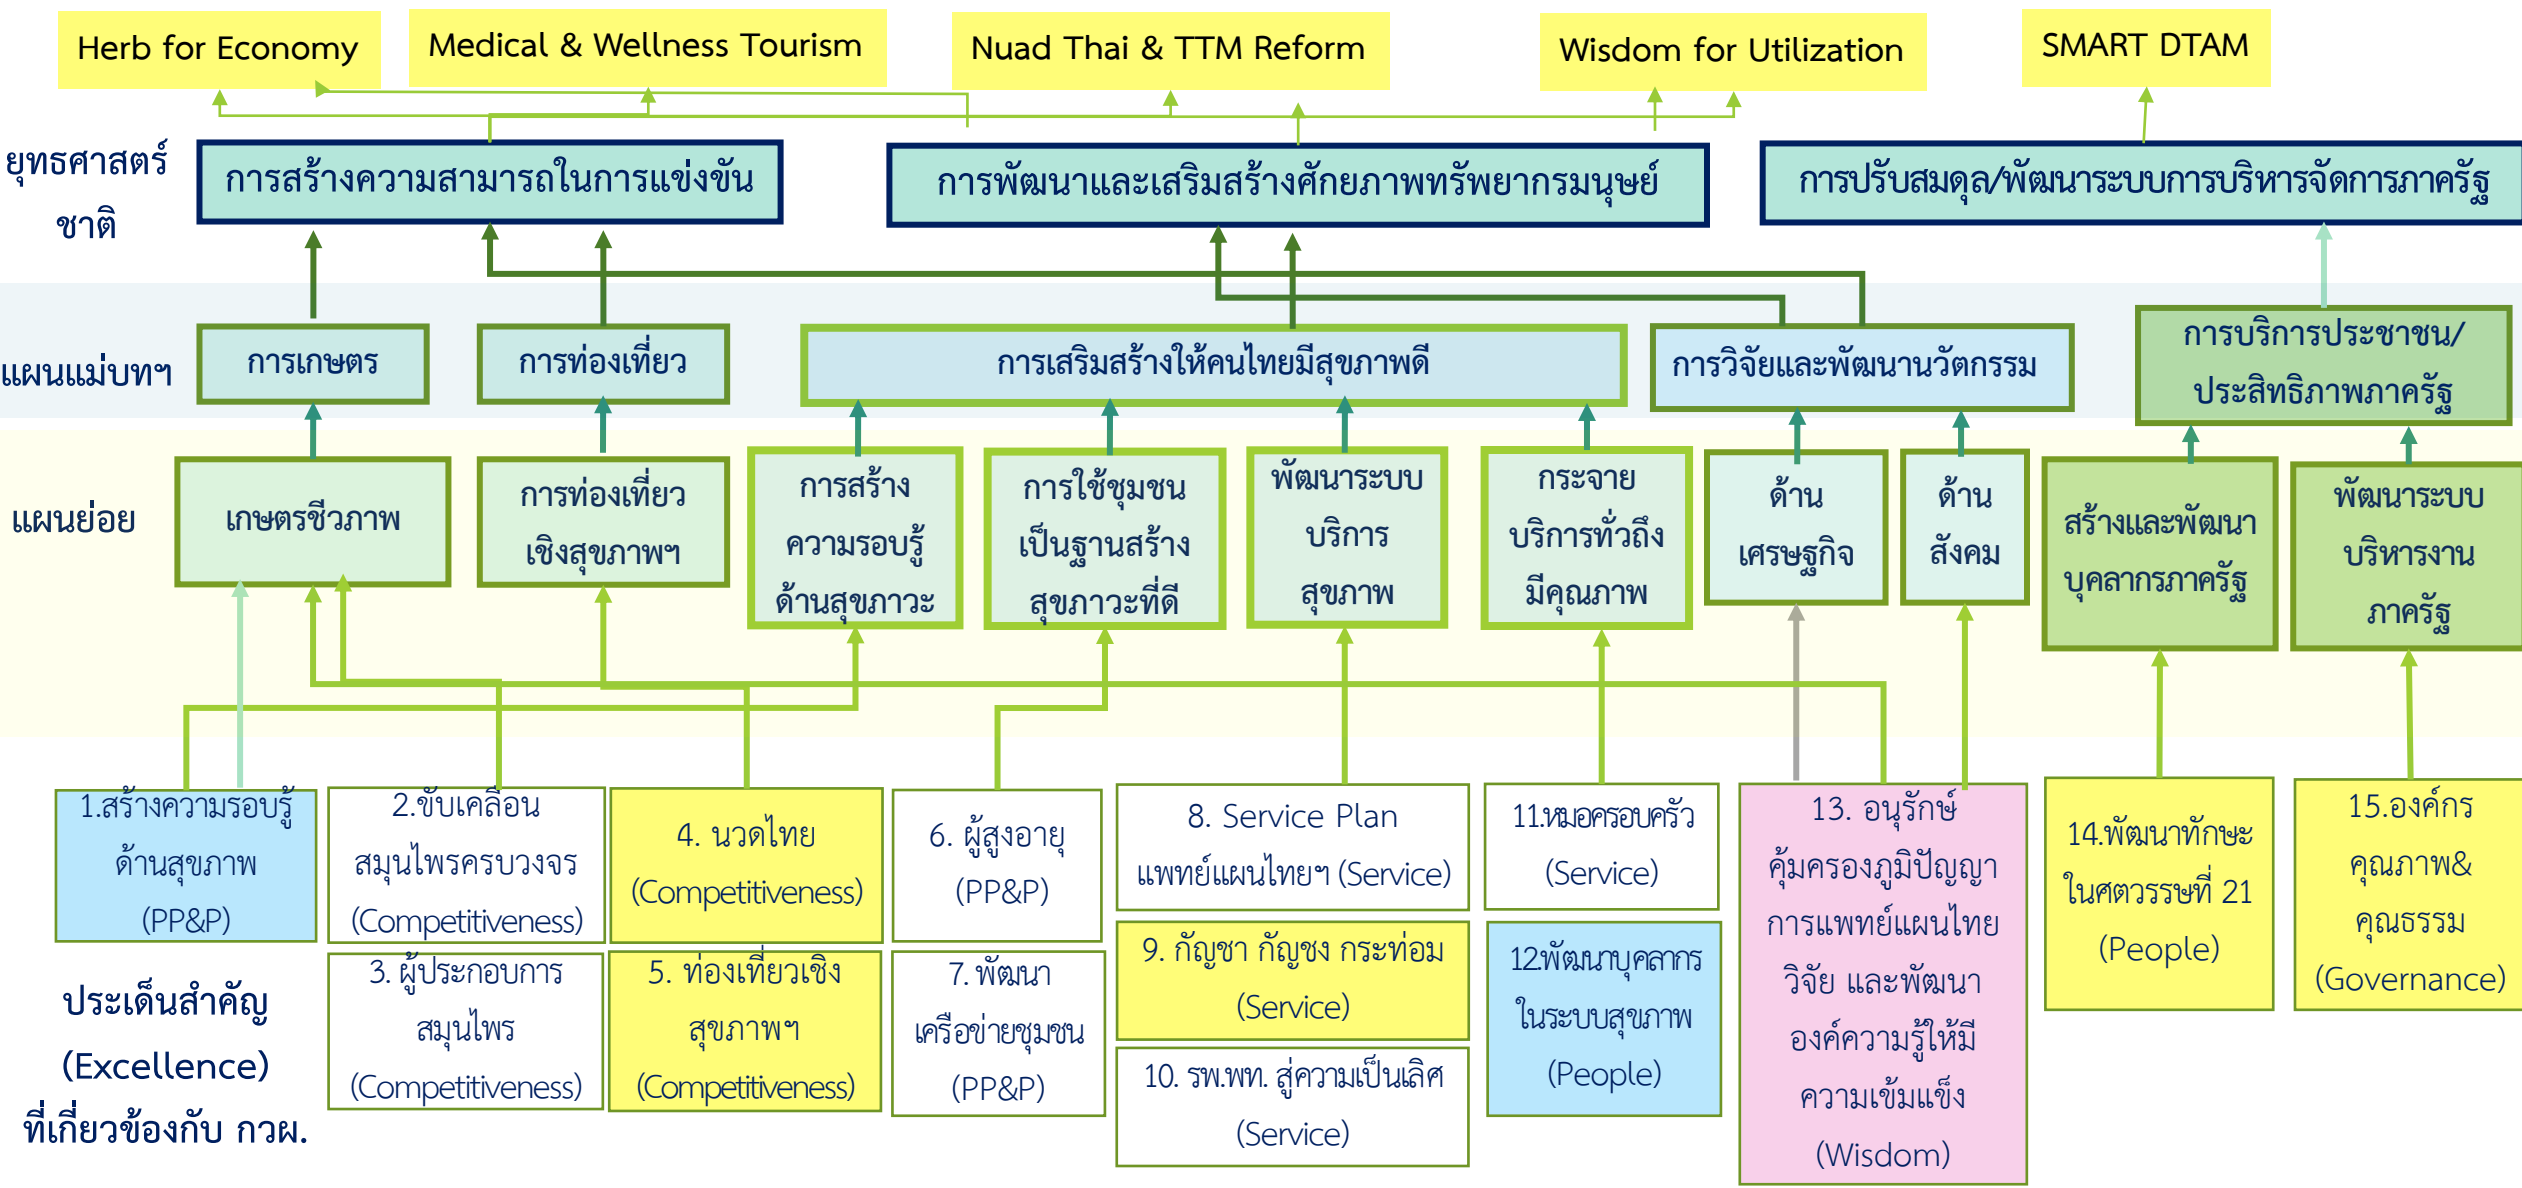 Herb for Economy
Medical & Wellness Tourism
Nuad Thai & TTM Reform
Wisdom for Utilization
SMART DTAM
ยุทธศาสตร์
ชาติ
การสร้างความสามารถในการแข่งขัน
การพัฒนาและเสริมสร้างศักยภาพทรัพยากรมนุษย์
การปรับสมดุล/พัฒนาระบบการบริหารจัดการภาครัฐ
แผนแม่บทฯ
การเกษตร
การท่องเที่ยว
การเสริมสร้างให้คนไทยมีสุขภาพดี
การวิจัยและพัฒนานวัตกรรม
การบริการประชาชน/
ประสิทธิภาพภาครัฐ
แผนย่อย
เกษตรชีวภาพ
การท่องเที่ยว
เชิงสุขภาพฯ
การสร้าง
ความรอบรู้
ด้านสุขภาวะ
การใช้ชุมชน
เป็นฐานสร้าง
สุขภาวะที่ดี
พัฒนาระบบ
บริการ
สุขภาพ
กระจาย
บริการทั่วถึง
มีคุณภาพ
ด้าน
เศรษฐกิจ
ด้าน
สังคม
สร้างและพัฒนา
บุคลากรภาครัฐ
พัฒนาระบบ
บริหารงาน
ภาครัฐ
1.สร้างความรอบรู้
ด้านสุขภาพ
(PP&P)
2.ขับเคลื่อน
สมุนไพรครบวงจร
(Competitiveness)
3. ผู้ประกอบการ
สมุนไพร
(Competitiveness)
4. นวดไทย
(Competitiveness)
5. ท่องเที่ยวเชิง
สุขภาพฯ
(Competitiveness)
6. ผู้สูงอายุ
(PP&P)
7. พัฒนา
เครือข่ายชุมชน
(PP&P)
8. Service Plan
แพทย์แผนไทยฯ (Service)
9. กัญชา กัญชง กระท่อม
(Service)
10. รพ.พท. สู่ความเป็นเลิศ
(Service)
11.หมอครอบครัว
(Service)
12.พัฒนาบุคลากร
ในระบบสุขภาพ
(People)
13. อนุรักษ์
คุ้มครองภูมิปัญญา
การแพทย์แผนไทย
วิจัย และพัฒนา
องค์ความรู้ให้มี
ความเข้มแข็ง
(Wisdom)
14.พัฒนาทักษะ
ในศตวรรษที่ 21
(People)
15.องค์กร
คุณภาพ&
คุณธรรม
(Governance)
ประเด็นสำคัญ
(Excellence)
ที่เกี่ยวข้องกับ กวผ.